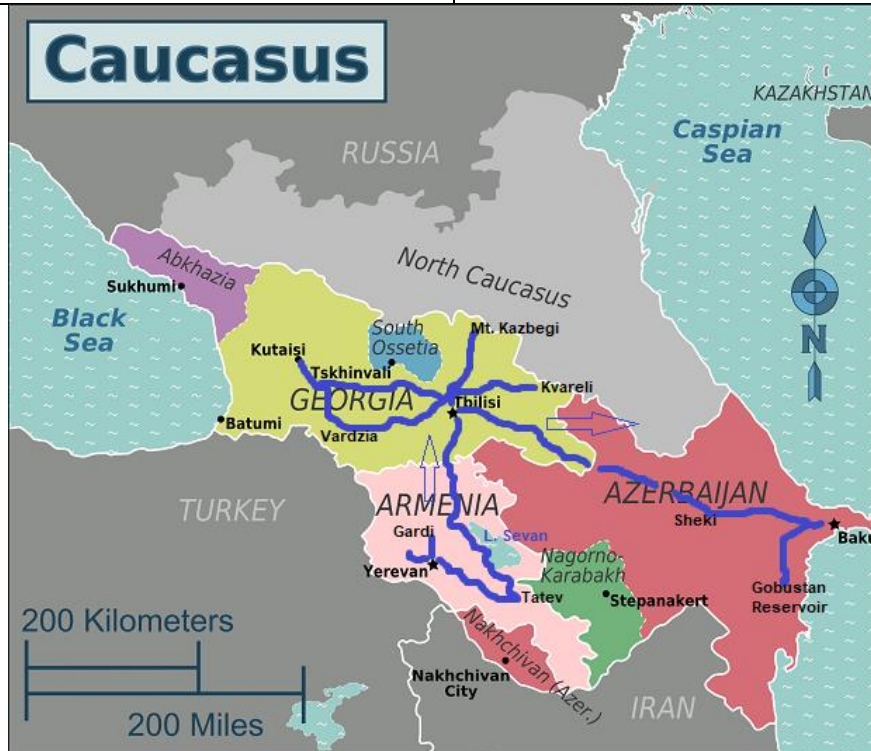 Caucasus
KAZAKHSTAN
RUSSIA
Caspian
Sea
North Caucasus
Abkhazia
Sukhumi
Black
Sea
South
Ossetia
Mt. Kazbegi
Kutaisi
Tskhinvali
Kvareli
GEORGIA
Tbilisi
Batumi
Vardzia
N
TURKEY
ARMENIA
AZERBAIJAN
Sheki
Baku
Gardi
L. Sevan
Yerevan
Nagorno-
Karabakh
Tatev
Stepanakert
Gobustan
Reservoir
Nakhchivan (Azer.)
Nakhchivan
City
IRAN
200 Kilometers
200 Miles